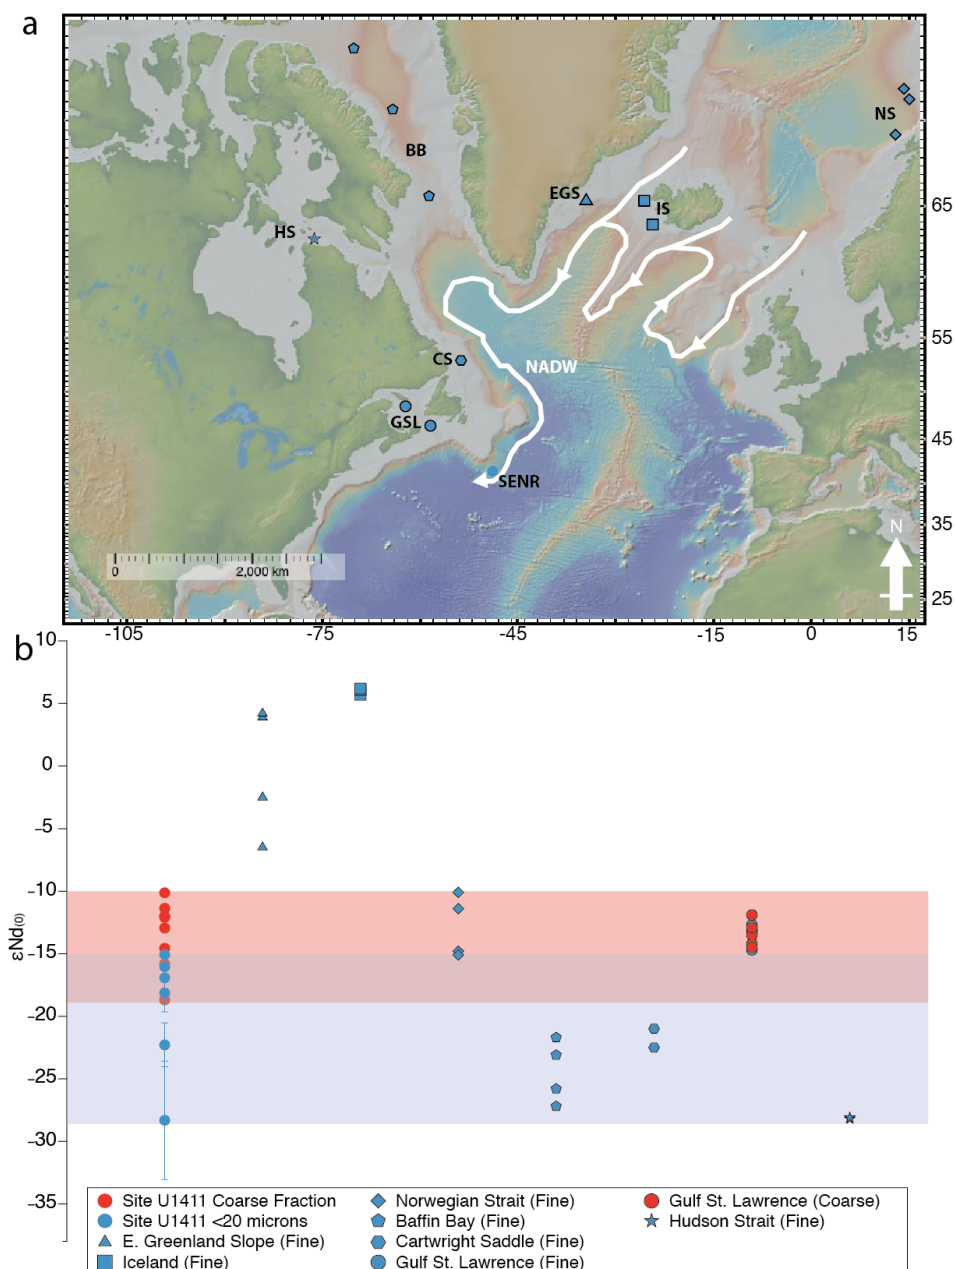 a
NS
BB
65
EGS
IS
HS
55
CS
NADW
GSL
45
SENR
35
N
0 2,000 km
25
-105 -75 -45 -15 0 15
b
10
5
0
-5
-10
εNd(0)
-15
-20
-25
-30
-35
Site U1411 Coarse Fraction
Site U1411 <20 microns
E. Greenland Slope (Fine)
Iceland (Fine)
Norwegian Strait (Fine)
Baffin Bay (Fine)
Cartwright Saddle (Fine)
Gulf St. Lawrence (Fine)
Gulf St. Lawrence (Coarse)
Hudson Strait (Fine)